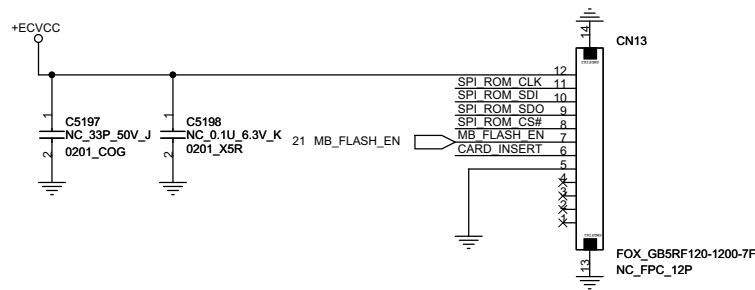 +ECVCC
14
CN13
12
SPI_ROM_CLK 11
SPI_ROM_SDI 10
SPI_ROM_SDO 9
SPI_ROM_CS# 8
21 MB_FLASH_EN MB_FLASH_EN 7
CARD_INSERT 6
5
4
3
2
1
1
C5197
NC_33P_50V_J
2
0201_COG
1
C5198
NC_0.1U_6.3V_K
2
0201_X5R
13
FOX_GB5RF120-1200-7F
NC_FPC_12P